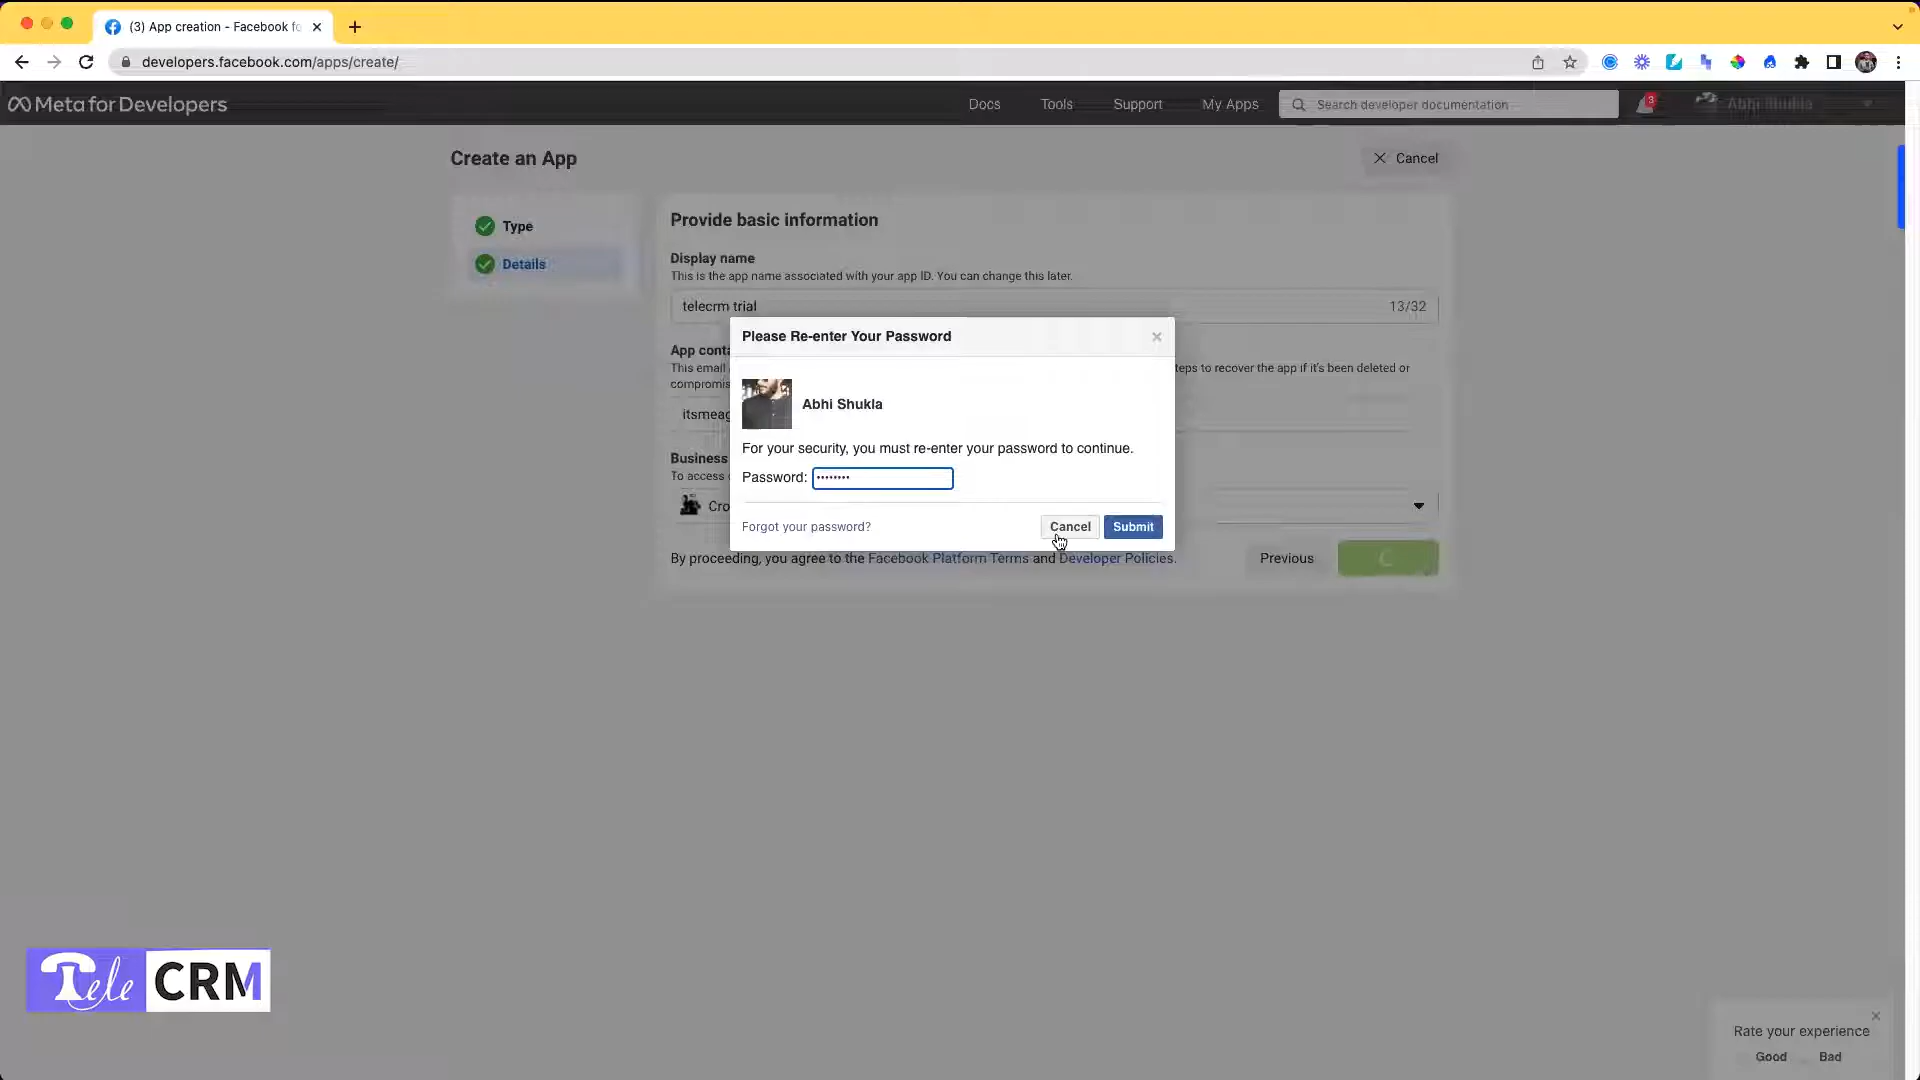 (3) App creation - Facebook fo
developers.facebook.com/apps/create/
Meta for Developers
Docs
Tools
Support
My Apps
Search developer documentation
3
Abhi Shukla
Create an App
Cancel
Type
Details
Provide basic information
Display name
This is the app name associated with your app ID. You can change this later.
telecrm trial
13/32
Please Re-enter Your Password
App conta
This email
teps to recover the app if it's been deleted or
compromis
itsmeag
Abhi Shukla
For your security, you must re-enter your password to continue.
Business
To access
Password: ••••••••
Cro
Forgot your password?
Cancel
Submit
By proceeding, you agree to the Facebook Platform Terms and Developer Policies.
Previous
Tele CRM
Rate your experience
Good
Bad